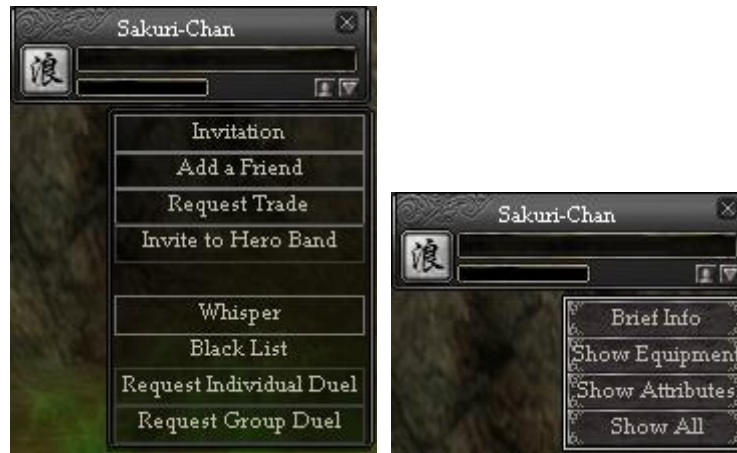 Sakuri-Chan
浪
Invitation
Add a Friend
Request Trade
Invite to Hero Band
Whisper
Black List
Request Individual Duel
Request Group Duel
Sakuri-Chan
浪
Brief Info
Show Equipment
Show Attributes
Show All